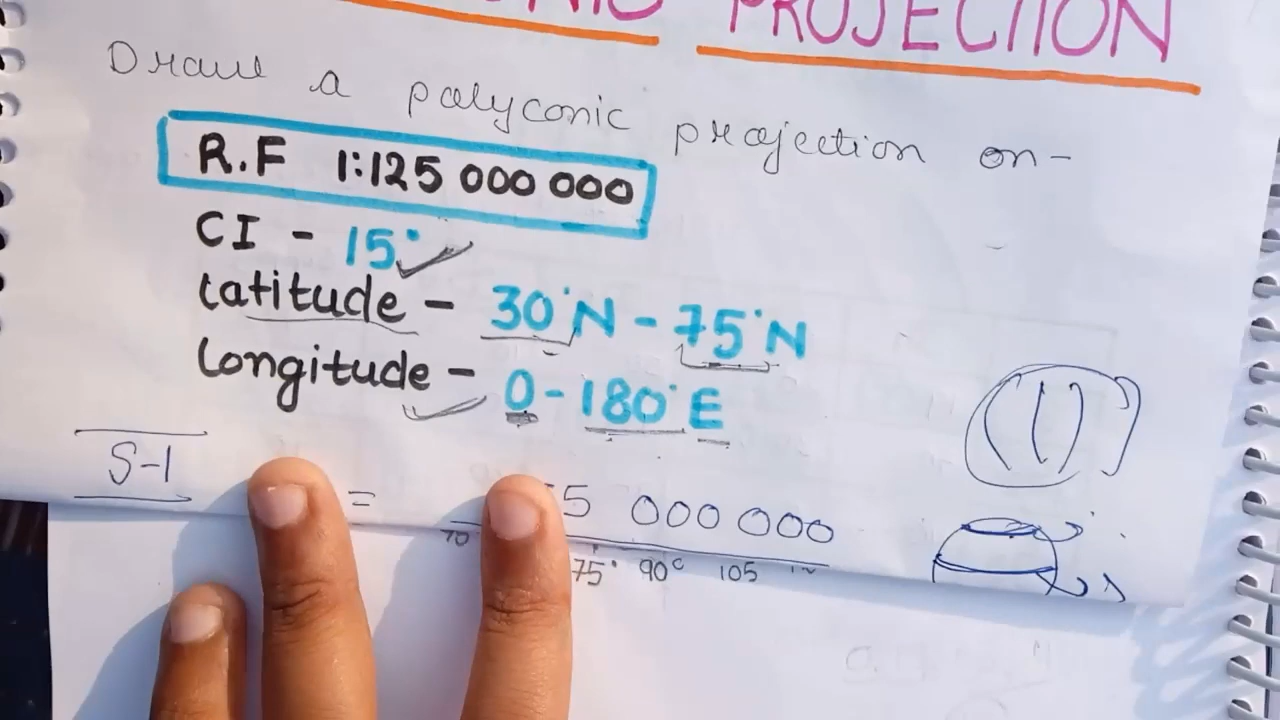 PROJECTION
Draw a polyconic projection on-
R.F 1:125 000 000
CI - 15°
latitude - 30°N - 75°N
longitude - 0 - 180° E
S-1
= 5 000 000
70 75° 90° 105